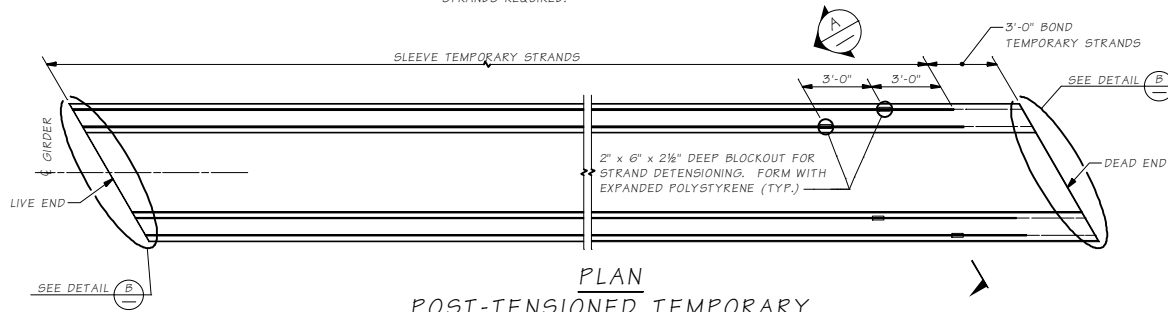 STRANDS REQUIRED.
A
3'-0" BOND
TEMPORARY STRANDS
SLEEVE TEMPORARY STRANDS
3'-0" 3'-0"
SEE DETAIL B
℄ GIRDER
2" x 6" x 2½" DEEP BLOCKOUT FOR
STRAND DETENSIONING. FORM WITH
EXPANDED POLYSTYRENE (TYP.)
DEAD END
LIVE END
SEE DETAIL B
PLAN
POST-TENSIONED TEMPORARY